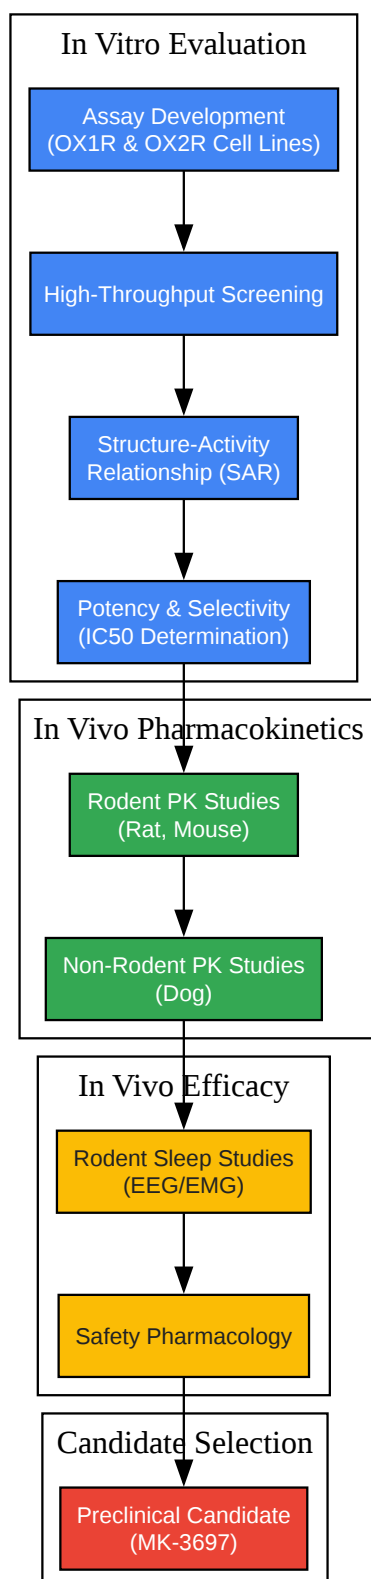 In Vitro Evaluation
Assay Development
(OX1R & OX2R Cell Lines)
High-Throughput Screening
Structure-Activity
Relationship (SAR)
Potency & Selectivity
(IC50 Determination)
In Vivo Pharmacokinetics
Rodent PK Studies
(Rat, Mouse)
Non-Rodent PK Studies
(Dog)
In Vivo Efficacy
Rodent Sleep Studies
(EEG/EMG)
Safety Pharmacology
Candidate Selection
Preclinical Candidate
(MK-3697)